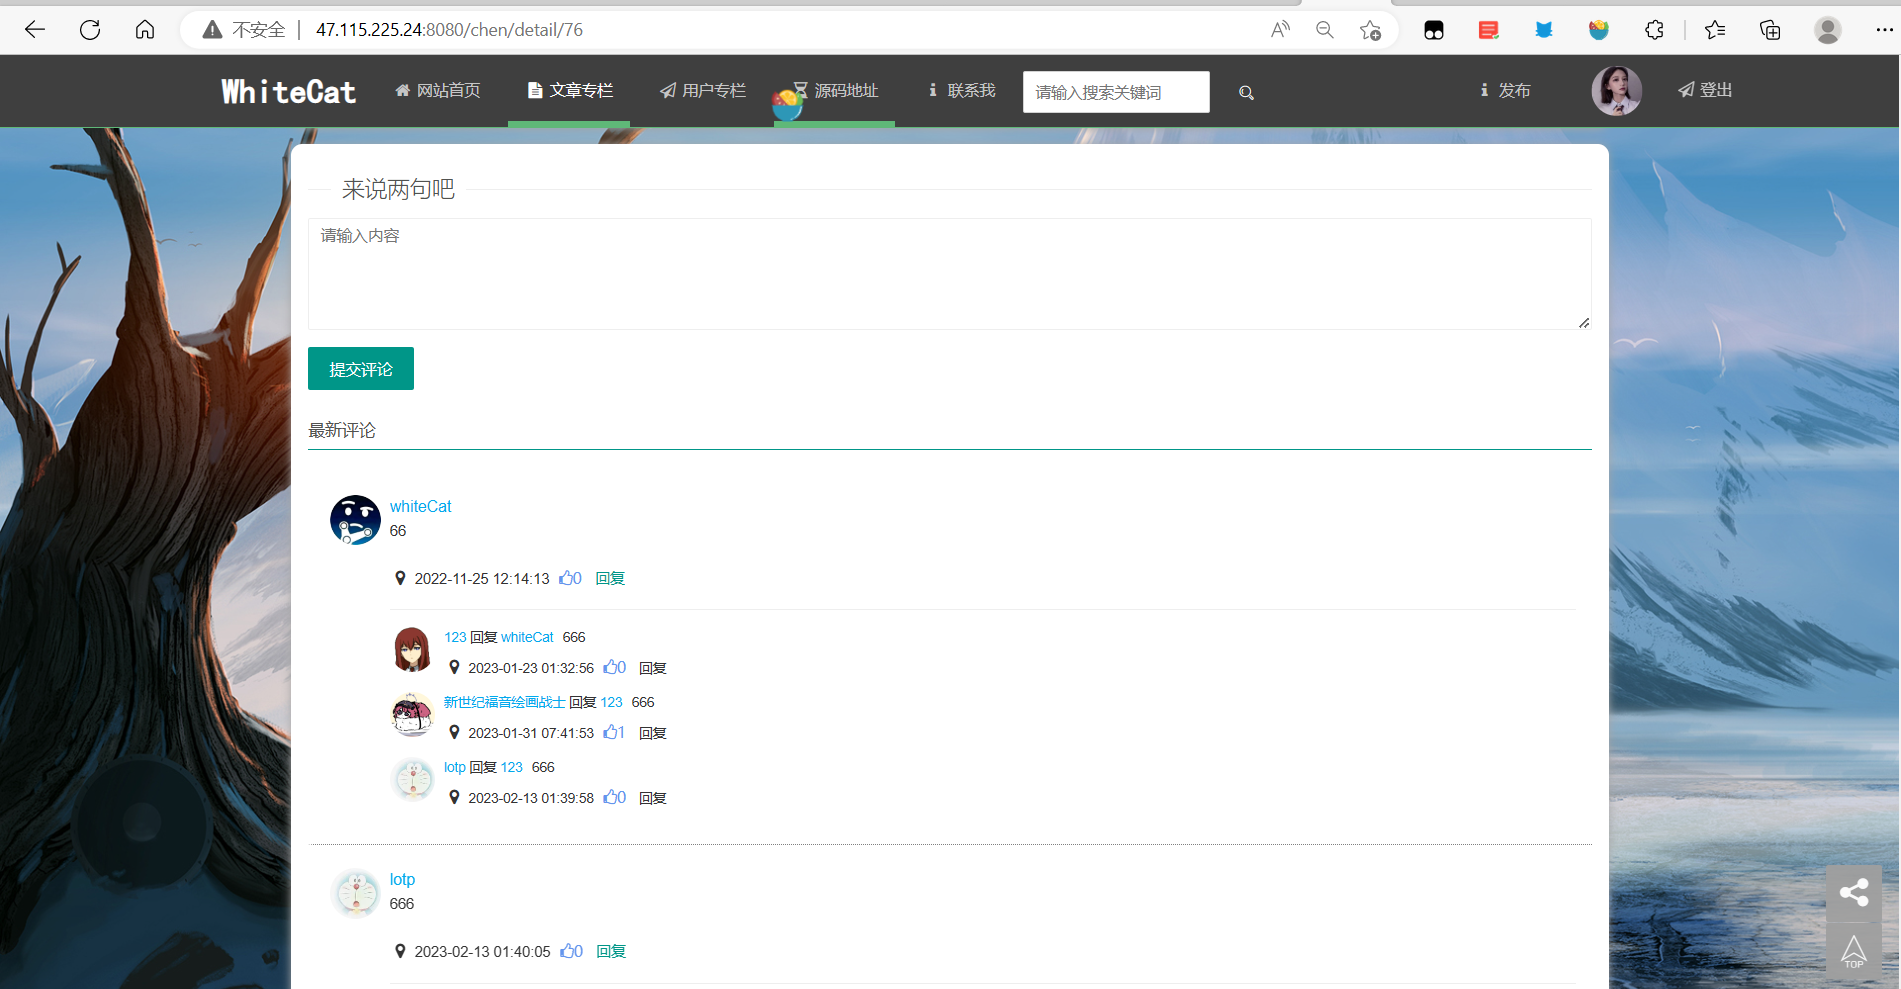 不安全 47.115.225.24:8080/chen/detail/76
WhiteCat 网站首页 文章专栏 用户专栏 源码地址 联系我 请输入搜索关键词 发布 登出
来说两句吧
请输入内容
提交评论
最新评论
whiteCat
66
2022-11-25 12:14:13 0 回复
123 回复 whiteCat 666
2023-01-23 01:32:56 0 回复
新世纪福音绘画战士 回复 123 666
2023-01-31 07:41:53 1 回复
lotp 回复 123 666
2023-02-13 01:39:58 0 回复
lotp
666
2023-02-13 01:40:05 0 回复
TOP